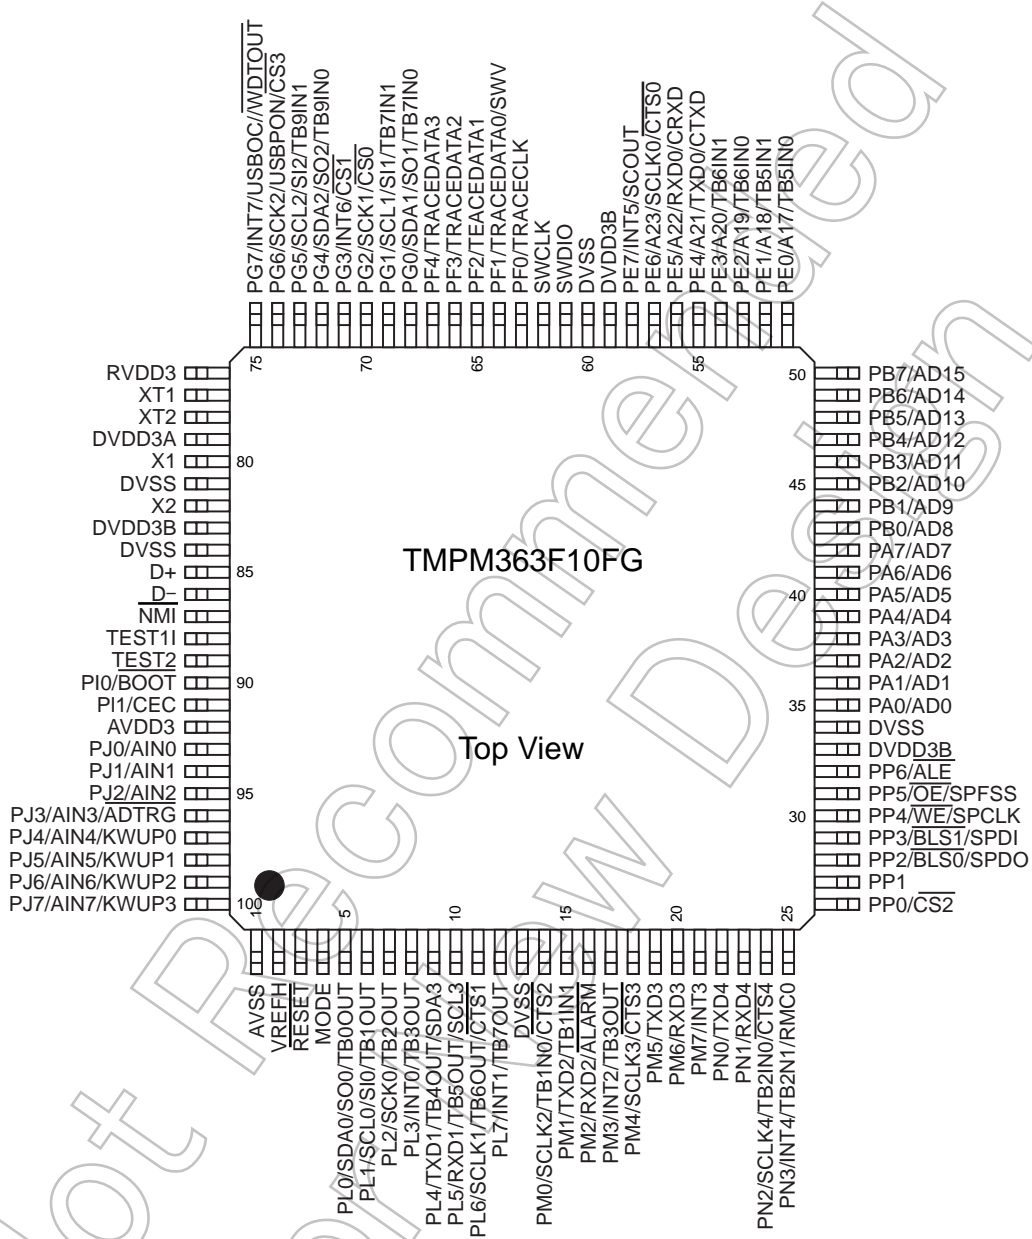 PG7/INT7/USBOC//WDTOUT
PG6/SCK2/USBPON/CS3
PG5/SCL2/SI2/TB9IN1
PG4/SDA2/SO2/TB9IN0
PG3/INT6/CS1
PG2/SCK1/CS0
PG1/SCL1/SI1/TB7IN1
PG0/SDA1/SO1/TB7IN0
PF4/TRACEDATA3
PF3/TRACEDATA2
PF2/TEACEDATA1
PF1/TRACEDATA0/SWV
PF0/TRACECLK
SWCLK
SWDIO
DVSS
DVDD3B
PE7/INT5/SCOUT
PE6/A23/SCLK0/CTS0
PE5/A22/RXD0/CRXD
PE4/A21/TXD0/CTXD
PE3/A20/TB6IN1
PE2/A19/TB6IN0
PE1/A18/TB5IN1
PE0/A17/TB5IN0
75
70
65
60
55
RVDD3
XT1
XT2
DVDD3A
X1
DVSS
X2
DVDD3B
DVSS
D+
D−
NMI
TEST1I
TEST2
PI0/BOOT
PI1/CEC
AVDD3
PJ0/AIN0
PJ1/AIN1
PJ2/AIN2
PJ3/AIN3/ADTRG
PJ4/AIN4/KWUP0
PJ5/AIN5/KWUP1
PJ6/AIN6/KWUP2
PJ7/AIN7/KWUP3
80
85
90
95
100
TMPM363F10FG
Top View
50
45
40
35
30
PB7/AD15
PB6/AD14
PB5/AD13
PB4/AD12
PB3/AD11
PB2/AD10
PB1/AD9
PB0/AD8
PA7/AD7
PA6/AD6
PA5/AD5
PA4/AD4
PA3/AD3
PA2/AD2
PA1/AD1
PA0/AD0
DVSS
DVDD3B
PP6/ALE
PP5/OE/SPFSS
PP4/WE/SPCLK
PP3/BLS1/SPDI
PP2/BLS0/SPDO
PP1
PP0/CS2
10
5
10
15
20
25
AVSS
VREFH
RESET
MODE
PL0/SDA0/SO0/TB0OUT
PL1/SCL0/SI0/TB1OUT
PL2/SCK0/TB2OUT
PL3/INT0/TB3OUT
PL4/TXD1/TB4OUT/SDA3
PL5/RXD1/TB5OUT/SCL3
PL6/SCLK1/TB6OUT/CTS1
PL7/INT1/TB7OUT
DVSS
PM0/SCLK2/TB1N0/CTS2
PM1/TXD2/TB1IN1
PM2/RXD2/ALARM
PM3/INT2/TB3OUT
PM4/SCLK3/CTS3
PM5/TXD3
PM6/RXD3
PM7/INT3
PN0/TXD4
PN1/RXD4
PN2/SCLK4/TB2IN0/CTS4
PN3/INT4/TB2N1/RMC0
Not Recommended
for New Design